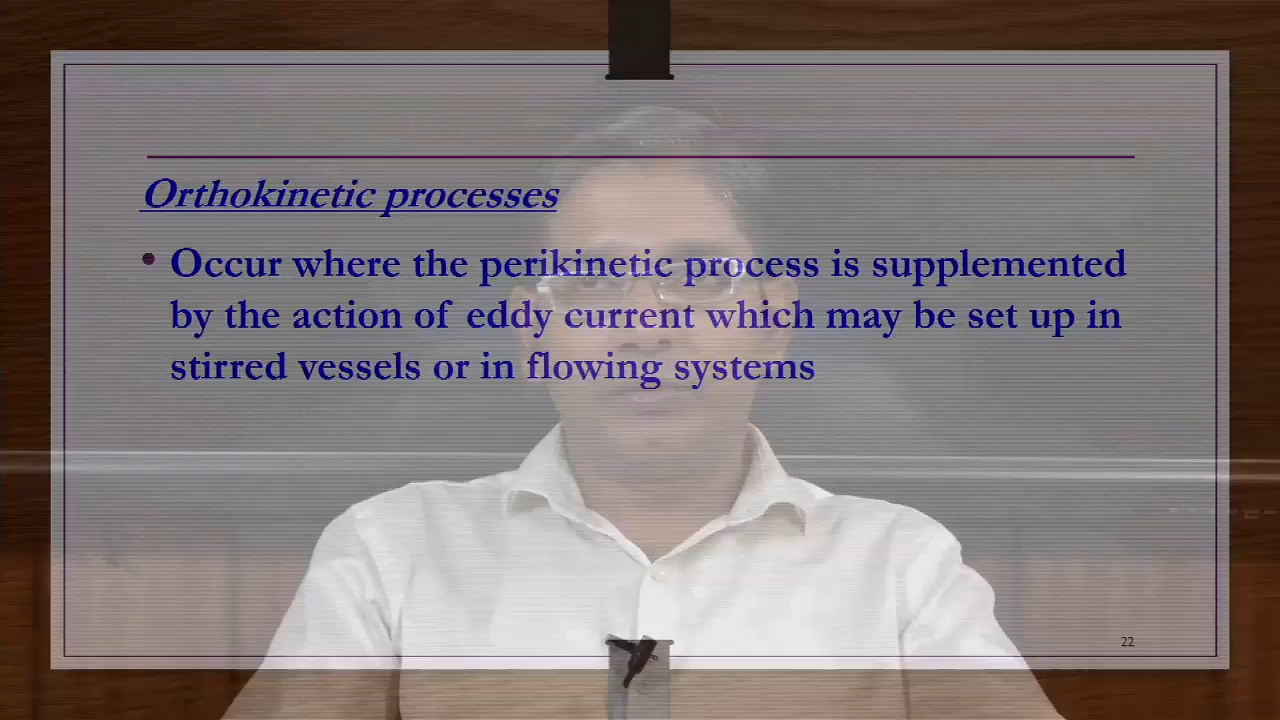 Orthokinetic processes
• Occur where the perikinetic process is supplemented
by the action of eddy current which may be set up in
stirred vessels or in flowing systems
22